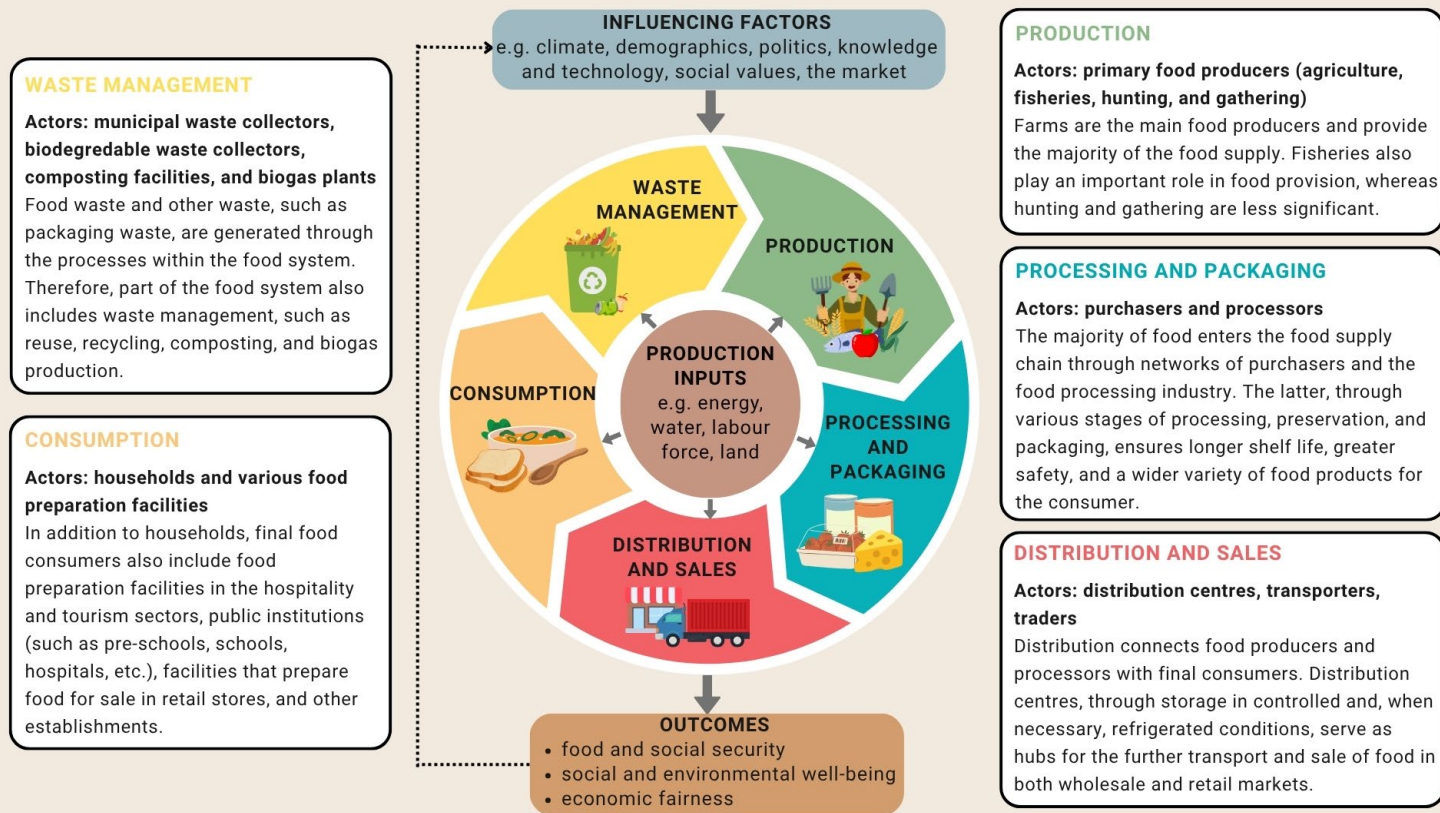 INFLUENCING FACTORS
e.g. climate, demographics, politics, knowledge
and technology, social values, the market
WASTE MANAGEMENT
Actors: municipal waste collectors,
biodegredable waste collectors,
composting facilities, and biogas plants
Food waste and other waste, such as
packaging waste, are generated through
the processes within the food system.
Therefore, part of the food system also
includes waste management, such as
reuse, recycling, composting, and biogas
production.
CONSUMPTION
Actors: households and various food
preparation facilities
In addition to households, final food
consumers also include food
preparation facilities in the hospitality
and tourism sectors, public institutions
(such as pre-schools, schools,
hospitals, etc.), facilities that prepare
food for sale in retail stores, and other
establishments.
WASTE
MANAGEMENT
PRODUCTION
CONSUMPTION
PRODUCTION
INPUTS
e.g. energy,
water, labour
force, land
PROCESSING
AND
PACKAGING
DISTRIBUTION
AND SALES
OUTCOMES
• food and social security
• social and environmental well-being
• economic fairness
PRODUCTION
Actors: primary food producers (agriculture,
fisheries, hunting, and gathering)
Farms are the main food producers and provide
the majority of the food supply. Fisheries also
play an important role in food provision, whereas
hunting and gathering are less significant.
PROCESSING AND PACKAGING
Actors: purchasers and processors
The majority of food enters the food supply
chain through networks of purchasers and the
food processing industry. The latter, through
various stages of processing, preservation, and
packaging, ensures longer shelf life, greater
safety, and a wider variety of food products for
the consumer.
DISTRIBUTION AND SALES
Actors: distribution centres, transporters,
traders
Distribution connects food producers and
processors with final consumers. Distribution
centres, through storage in controlled and, when
necessary, refrigerated conditions, serve as
hubs for the further transport and sale of food in
both wholesale and retail markets.